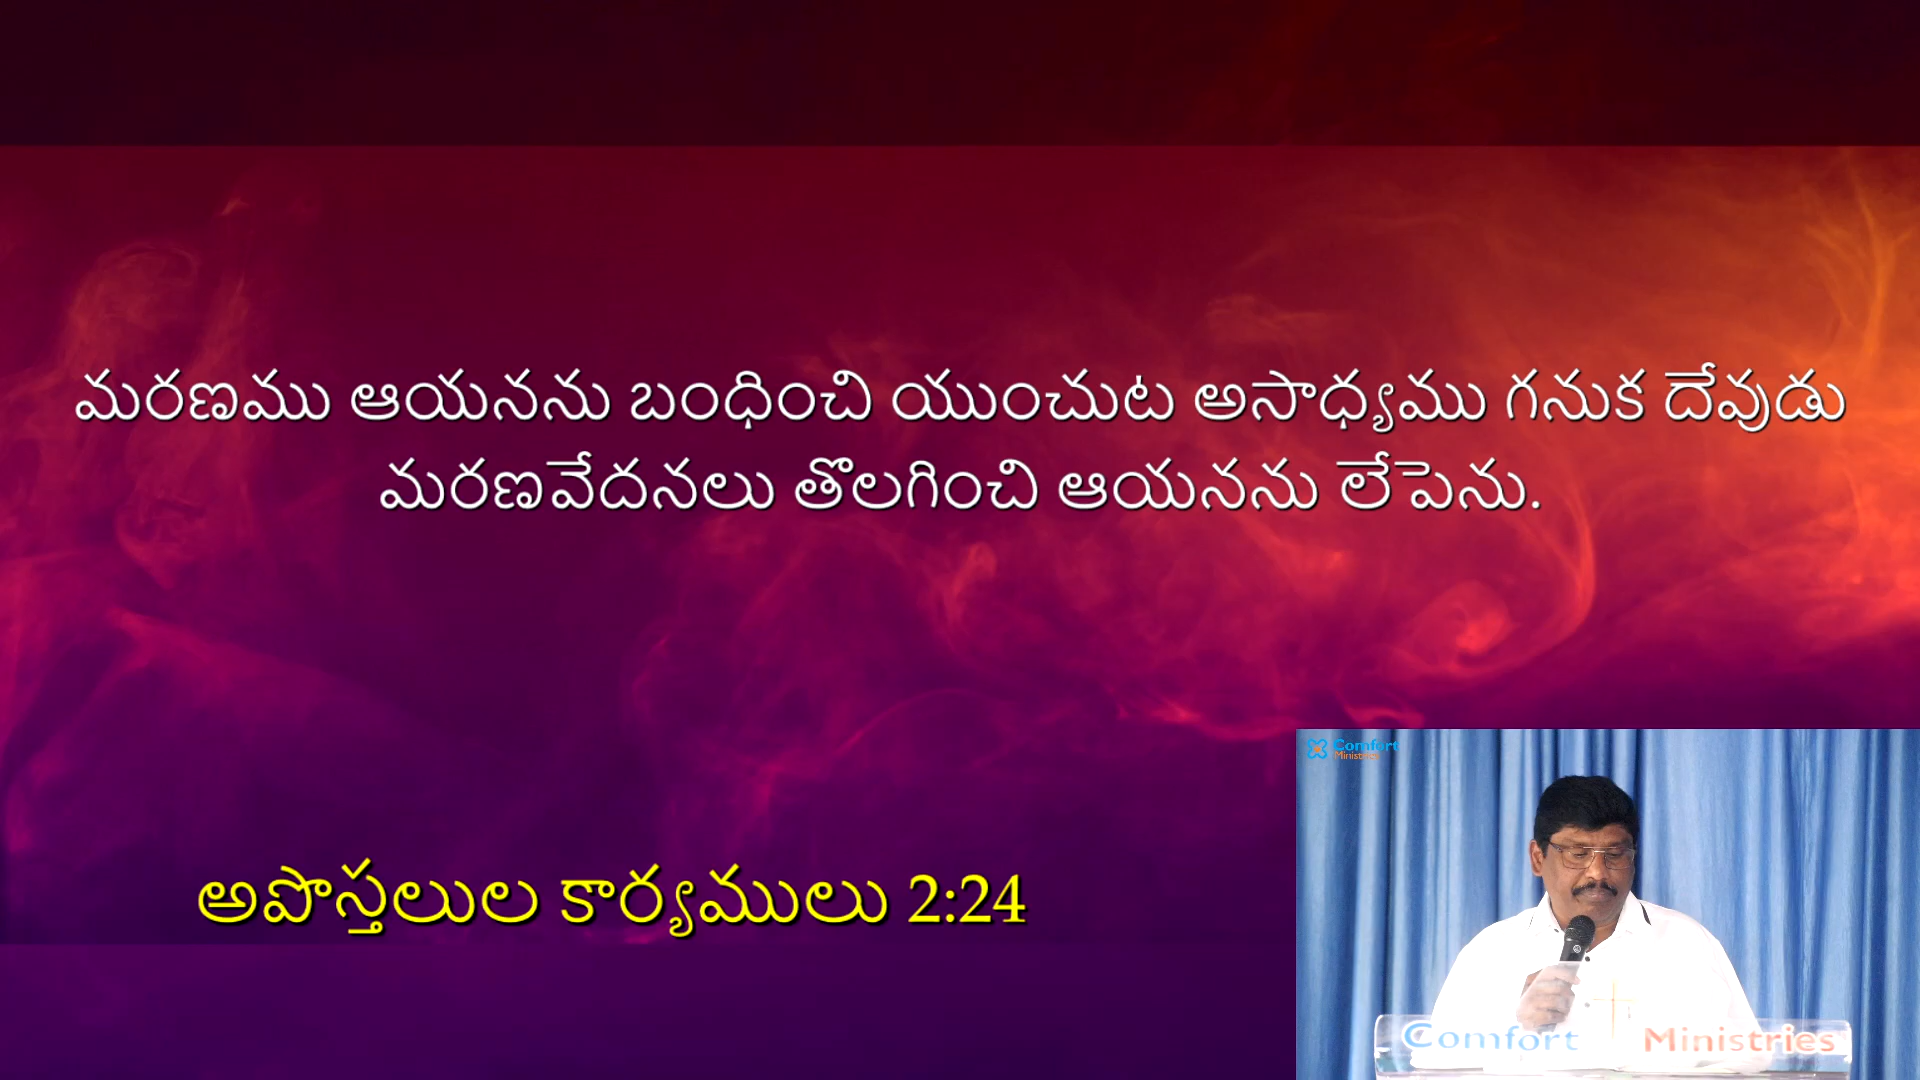 మరణము ఆయనను బంధించి యుంచుట అసాధ్యము గనుక దేవుడు
మరణవేదనలు తొలగించి ఆయనను లేపెను.
అపొస్తలుల కార్యములు 2:24
Comfort
Ministries
Comfort Ministries